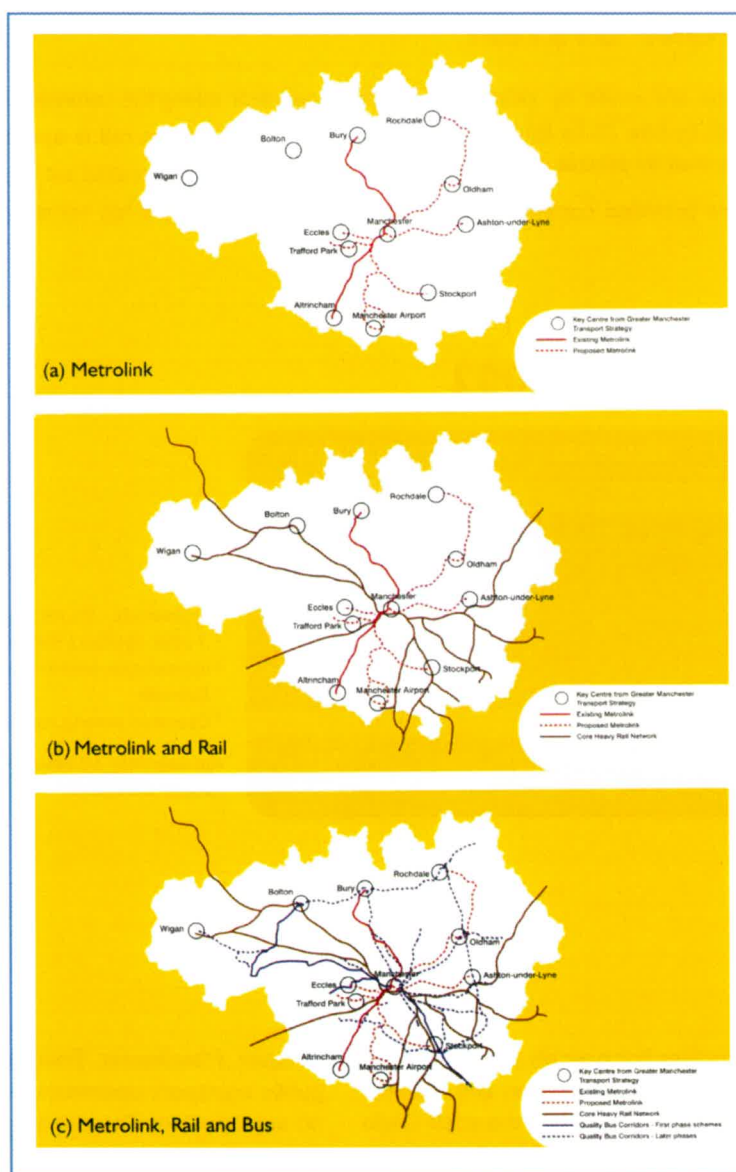 Rochdale
Bury
Bolton
Wigan
Oldham
Manchester
Ashton-under-Lyne
Eccles
Trafford Park
Stockport
Altrincham
Manchester Airport
Key Centre from Greater Manchester
Transport Strategy
Existing Metrolink
Proposed Metrolink
(a) Metrolink
Rochdale
Bury
Bolton
Wigan
Oldham
Manchester
Ashton-under-Lyne
Eccles
Trafford Park
Stockport
Altrincham
Manchester Airport
Key Centre from Greater Manchester
Transport Strategy
Existing Metrolink
Proposed Metrolink
Core Heavy Rail Network
(b) Metrolink and Rail
Rochdale
Bury
Bolton
Wigan
Oldham
Manchester
Ashton-under-Lyne
Eccles
Trafford Park
Stockport
Altrincham
Manchester Airport
Key Centre from Greater Manchester
Transport Strategy
Existing Metrolink
Proposed Metrolink
Core Heavy Rail Network
Quality Bus Corridors - First phase schemes
Quality Bus Corridors - Later phases
(c) Metrolink, Rail and Bus